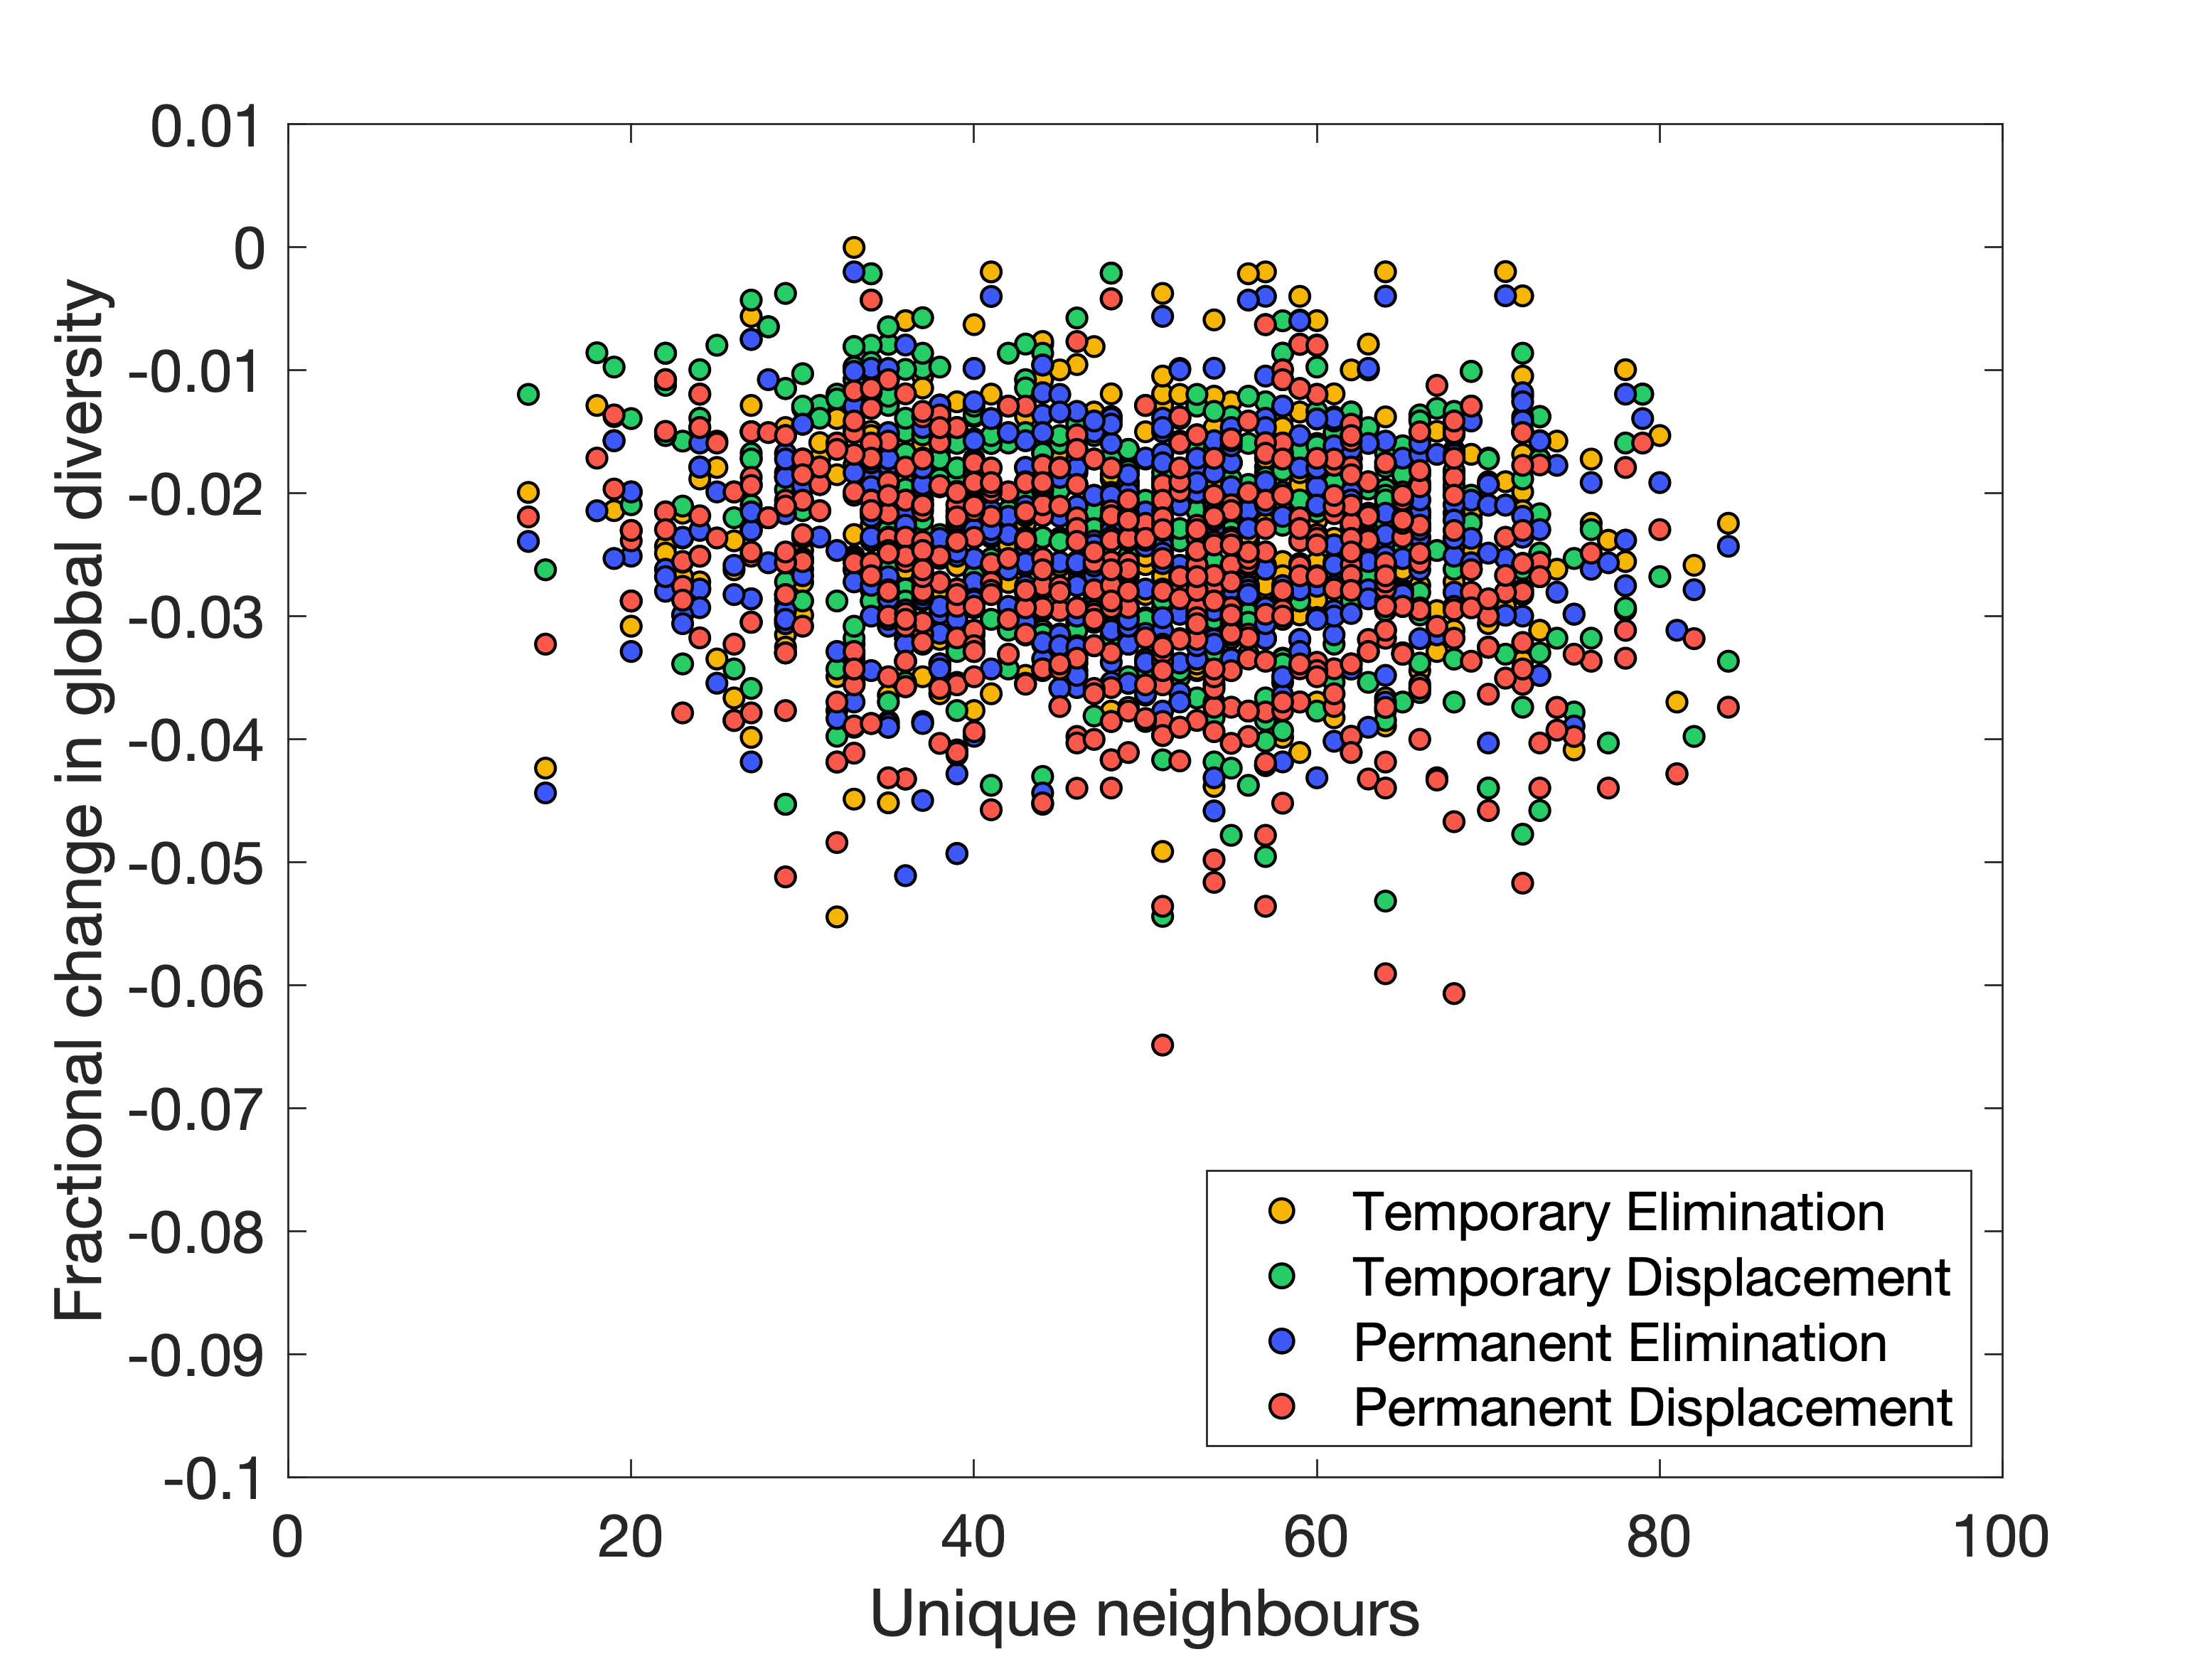 0.01
0
-0.01
-0.02
-0.03
-0.04
-0.05
-0.06
-0.07
-0.08
-0.09
-0.1
Fractional change in global diversity
Temporary Elimination
Temporary Displacement
Permanent Elimination
Permanent Displacement
0 20 40 60 80 100
Unique neighbours